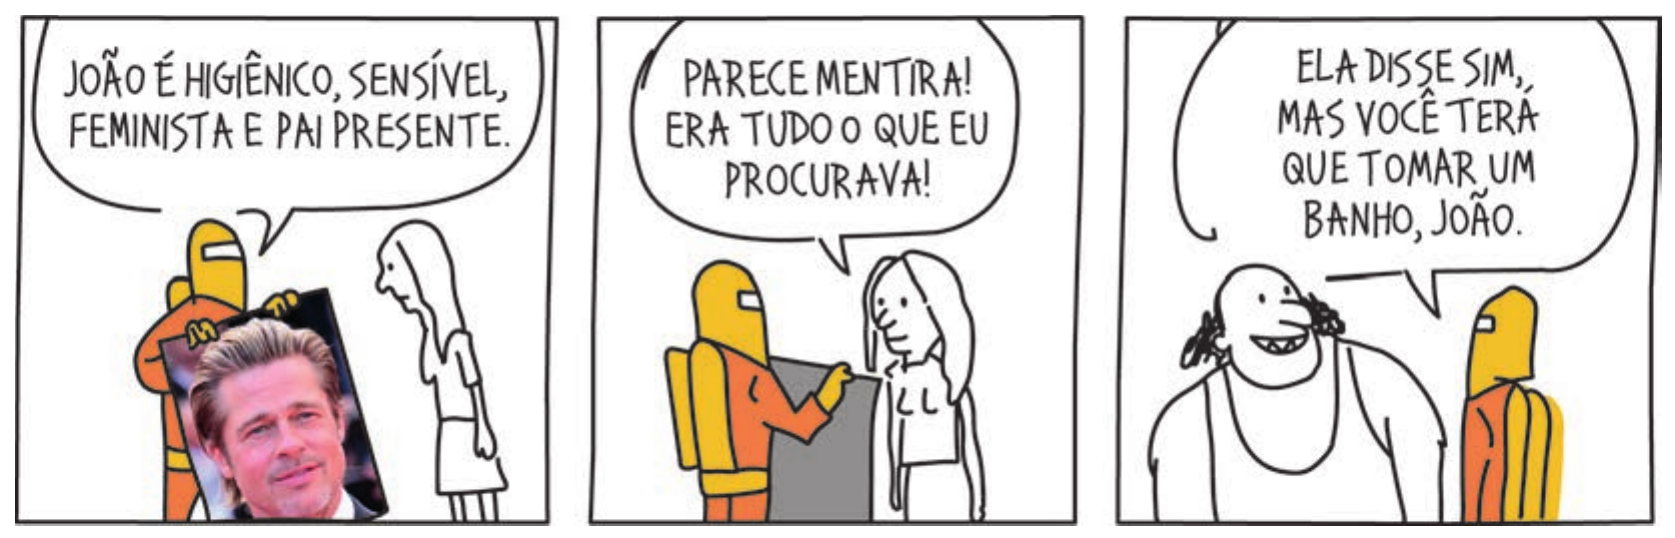 JOÃO É HIGIÊNICO, SENSÍVEL,
FEMINISTA E PAI PRESENTE.
PARECE MENTIRA!
ERA TUDO O QUE EU
PROCURAVA!
ELA DISSE SIM,
MAS VOCÊ TERÁ
QUE TOMAR UM
BANHO, JOÃO.